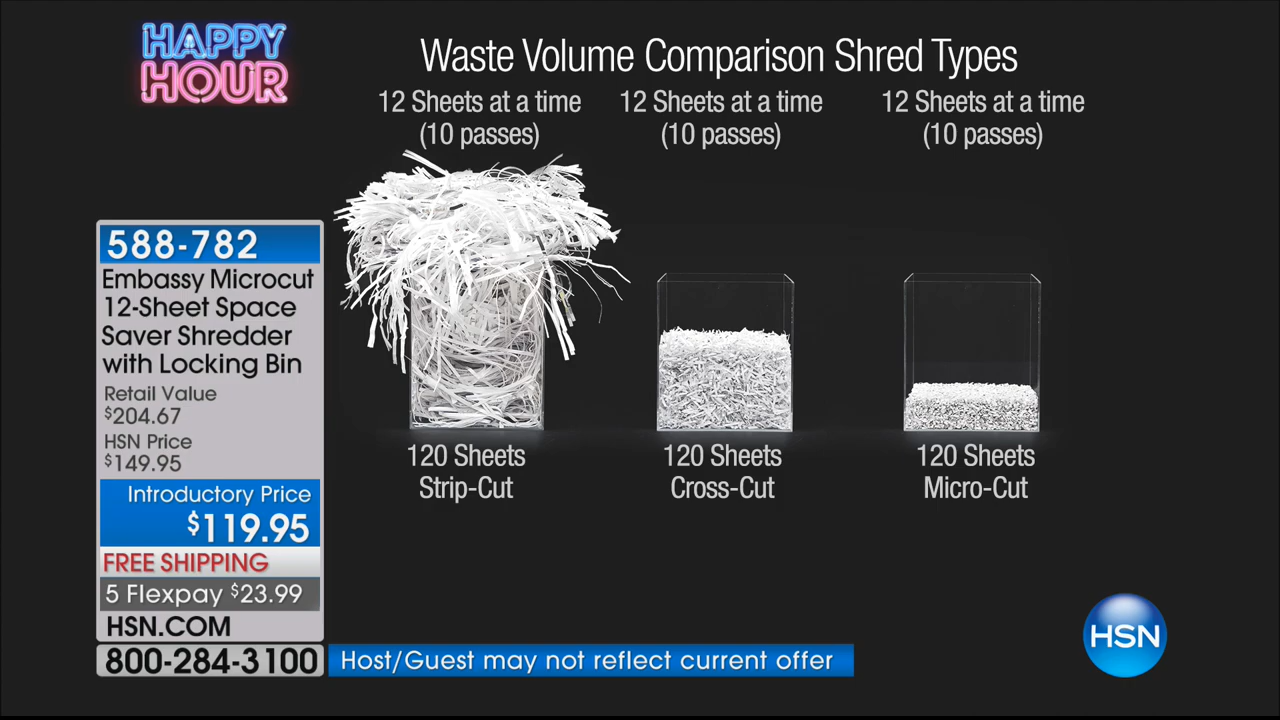 HAPPY
HOUR
Waste Volume Comparison Shred Types
12 Sheets at a time
(10 passes)
12 Sheets at a time
(10 passes)
12 Sheets at a time
(10 passes)
588-782
Embassy Microcut
12-Sheet Space
Saver Shredder
with Locking Bin
Retail Value
$204.67
HSN Price
$149.95
Introductory Price
$119.95
FREE SHIPPING
5 Flexpay $23.99
HSN.COM
800-284-3100
120 Sheets
Strip-Cut
120 Sheets
Cross-Cut
120 Sheets
Micro-Cut
Host/Guest may not reflect current offer
HSN